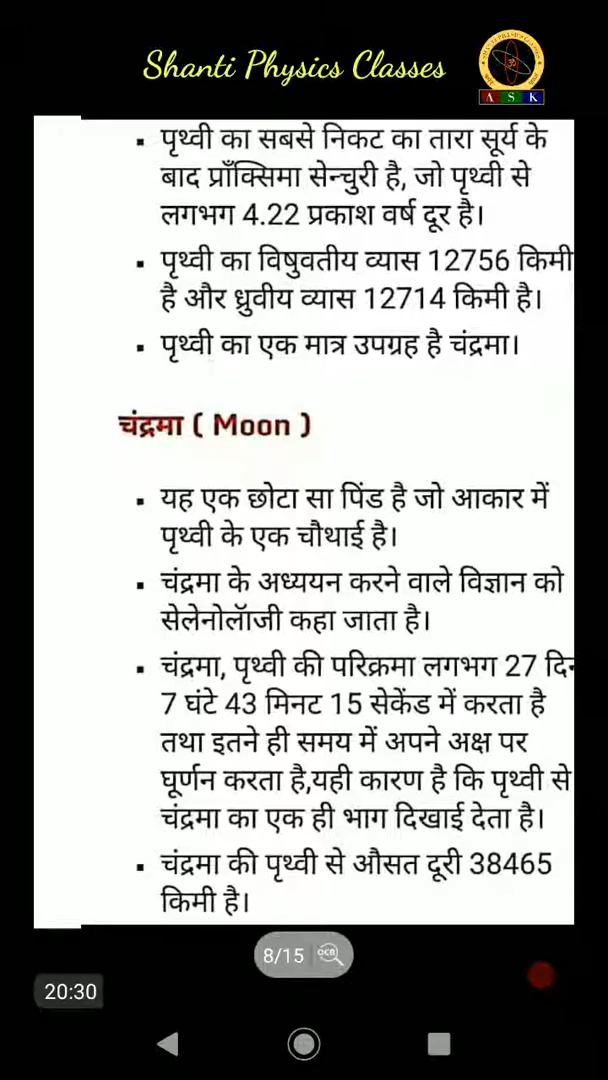 Shanti Physics Classes
A S K
▪ पृथ्वी का सबसे निकट का तारा सूर्य के
बाद प्रॉंक्सिमा सेन्चुरी है, जो पृथ्वी से
लगभग 4.22 प्रकाश वर्ष दूर है।
▪ पृथ्वी का विषुवतीय व्यास 12756 किमी
है और ध्रुवीय व्यास 12714 किमी है।
▪ पृथ्वी का एक मात्र उपग्रह है चंद्रमा।
चंद्रमा ( Moon )
▪ यह एक छोटा सा पिंड है जो आकार में
पृथ्वी के एक चौथाई है।
▪ चंद्रमा के अध्ययन करने वाले विज्ञान को
सेलेनोलॅाजी कहा जाता है।
▪ चंद्रमा, पृथ्वी की परिक्रमा लगभग 27 दिन
7 घंटे 43 मिनट 15 सेकेंड में करता है
तथा इतने ही समय में अपने अक्ष पर
घूर्णन करता है,यही कारण है कि पृथ्वी से
चंद्रमा का एक ही भाग दिखाई देता है।
▪ चंद्रमा की पृथ्वी से औसत दूरी 38465
किमी है।
8/15 OCR
20:30